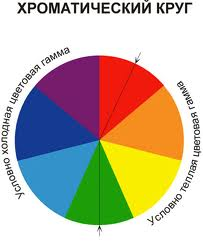 ХРОМАТИЧЕСКИЙ КРУГ
Условно холодная цветовая гамма
Условно теплая цветовая гамма